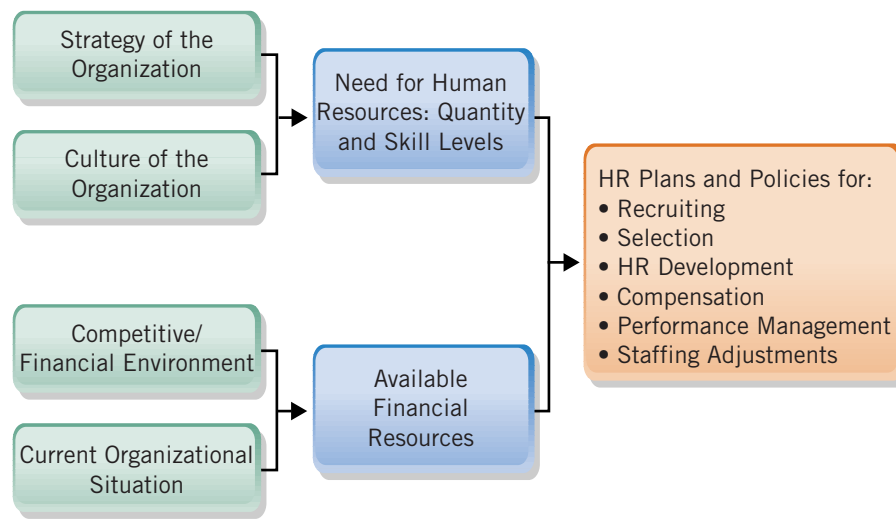 Strategy of the
Organization
Culture of the
Organization
Need for Human
Resources: Quantity
and Skill Levels
Competitive/
Financial Environment
Current Organizational
Situation
Available
Financial
Resources
HR Plans and Policies for:
• Recruiting
• Selection
• HR Development
• Compensation
• Performance Management
• Staffing Adjustments